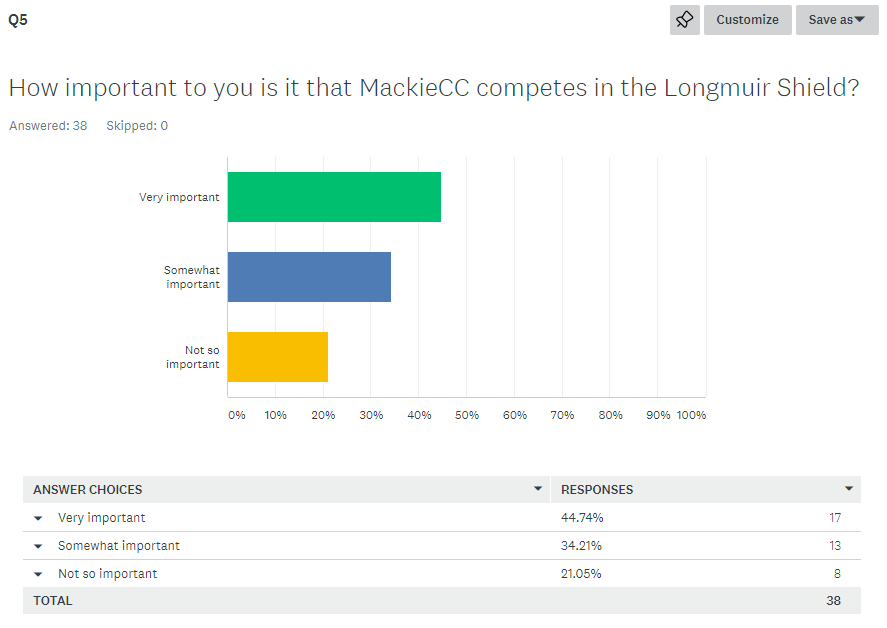 Q5
Customize
Save as
How important to you is it that MackieCC competes in the Longmuir Shield?
Answered: 38 Skipped: 0
Very important
Somewhat
important
Not so
important
0% 10% 20% 30% 40% 50% 60% 70% 80% 90% 100%
ANSWER CHOICES RESPONSES
Very important 44.74% 17
Somewhat important 34.21% 13
Not so important 21.05% 8
TOTAL 38